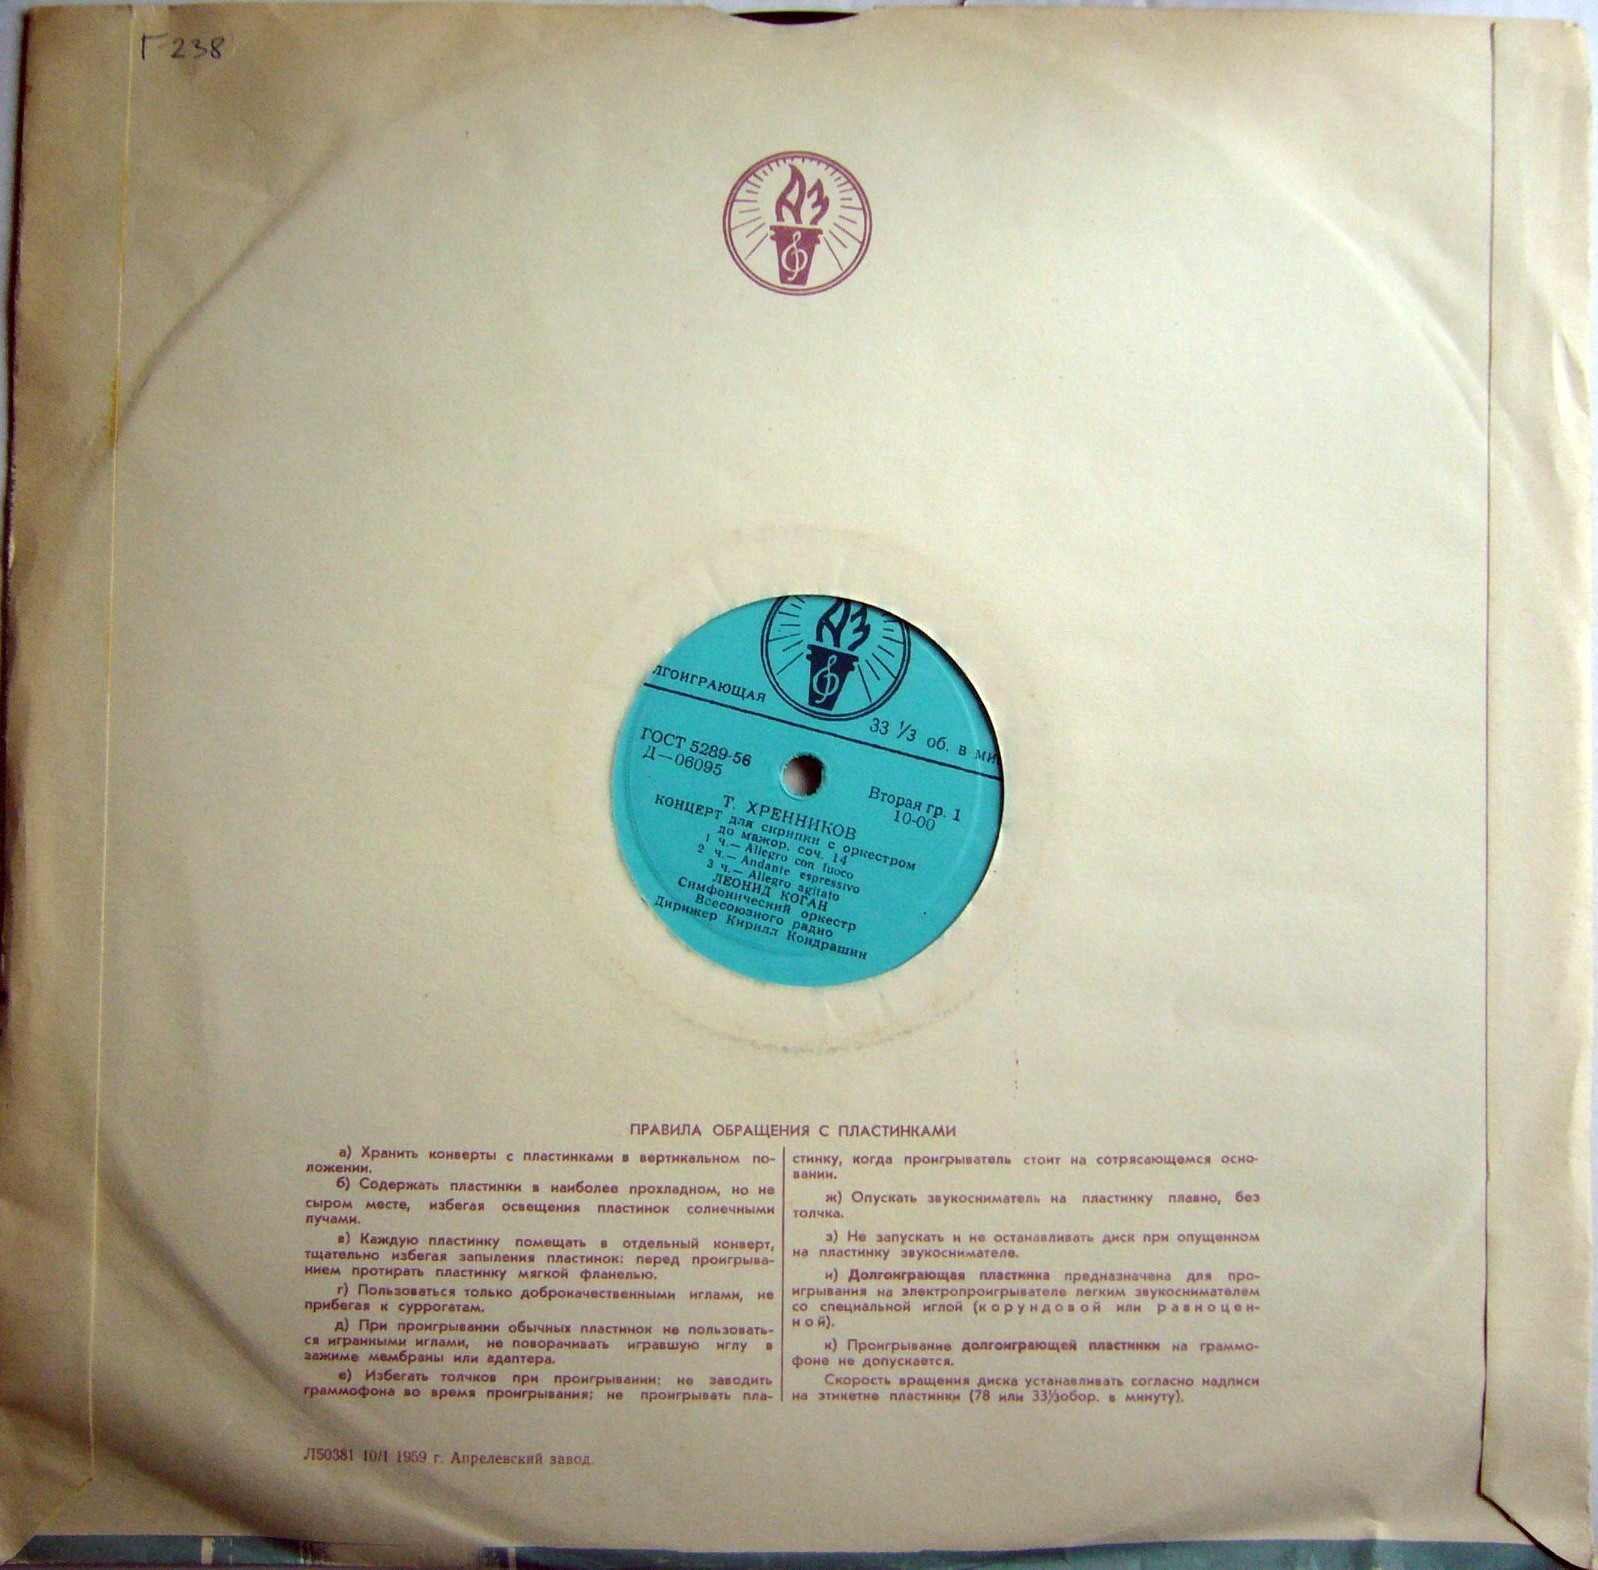 Г-238
АЗ
АЗ
ЛГОИГРАЮЩАЯ
33 1/3 об. в ми
ГОСТ 5289-56
Д—06095
Вторая гр. 1
10-00
Т. ХРЕННИКОВ
КОНЦЕРТ для скрипки с оркестром
до мажор, соч. 14
1 ч.— Allegro con fuoco
2 ч.— Andante espressivo
3 ч.— Allegro agitato
ЛЕОНИД КОГАН
Симфонический оркестр
Всесоюзного радио
Дирижер Кирилл Кондрашин
ПРАВИЛА ОБРАЩЕНИЯ С ПЛАСТИНКАМИ
а) Хранить конверты с пластинками в вертикальном по-
ложении.
б) Содержать пластинки в наиболее прохладном, но не
сыром месте, избегая освещения пластинок солнечными
лучами.
в) Каждую пластинку помещать в отдельный конверт,
тщательно избегая запыления пластинок: перед проигрыва-
нием протирать пластинку мягкой фланелью.
г) Пользоваться только доброкачественными иглами, не
прибегая к суррогатам.
д) При проигрывании обычных пластинок не пользовать-
ся игранными иглами, не поворачивать игравшую иглу в
зажиме мембраны или адаптера.
е) Избегать толчков при проигрывании: не заводить
граммофона во время проигрывания; не проигрывать пла-
стинку, когда проигрыватель стоит на сотрясающемся осно-
вании.
ж) Опускать звукосниматель на пластинку плавно, без
толчка.
з) Не запускать и не останавливать диск при опущенном
на пластинку звукоснимателе.
и) Долгоиграющая пластинка предназначена для про-
игрывания на электропроигрывателе легким звукоснимателем
со специальной иглой (корундовой или равноцен-
ной).
к) Проигрывание долгоиграющей пластинки на граммо-
фоне не допускается.
Скорость вращения диска устанавливать согласно надписи
на этикетке пластинки (78 или 33⅓обор. в минуту).
Л50381 10/I 1959 г. Апрелевский завод.